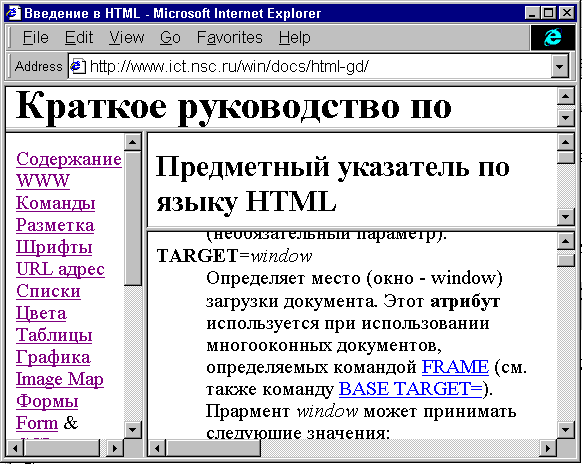 Введение в HTML - Microsoft Internet Explorer
File Edit View Go Favorites Help
Address http://www.ict.nsc.ru/win/docs/html-gd/
Краткое руководство по
Содержание
WWW
Команды
Разметка
Шрифты
URL адрес
Списки
Цвета
Таблицы
Графика
Image Map
Формы
Form &
Предметный указатель по
языку HTML
(необязательный параметр).
TARGET=window
Определяет место (окно - window)
загрузки документа. Этот атрибут
используется при использовании
многооконных документов,
определяемых командой FRAME (см.
также команду BASE TARGET=).
Прармент window может принимать
следующие значения: